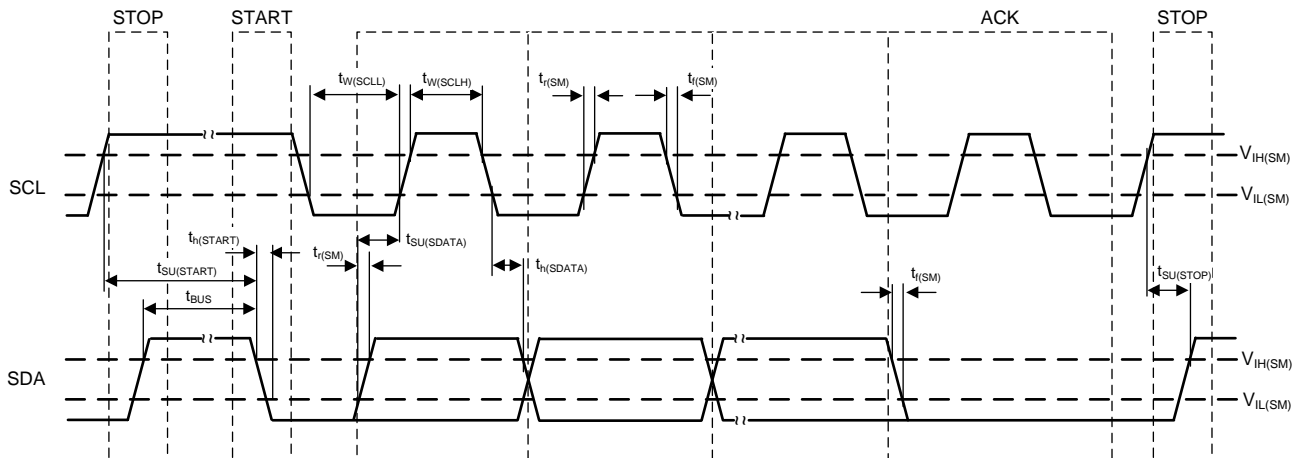 STOP START ACK STOP
tW(SCLL) tW(SCLH) tr(SM) tf(SM)
VIH(SM)
SCL
VIL(SM)
th(START) tr(SM) tSU(SDATA)
th(SDATA)
tSU(START) tf(SM) tSU(STOP)
tBUS
VIH(SM)
SDA
VIL(SM)